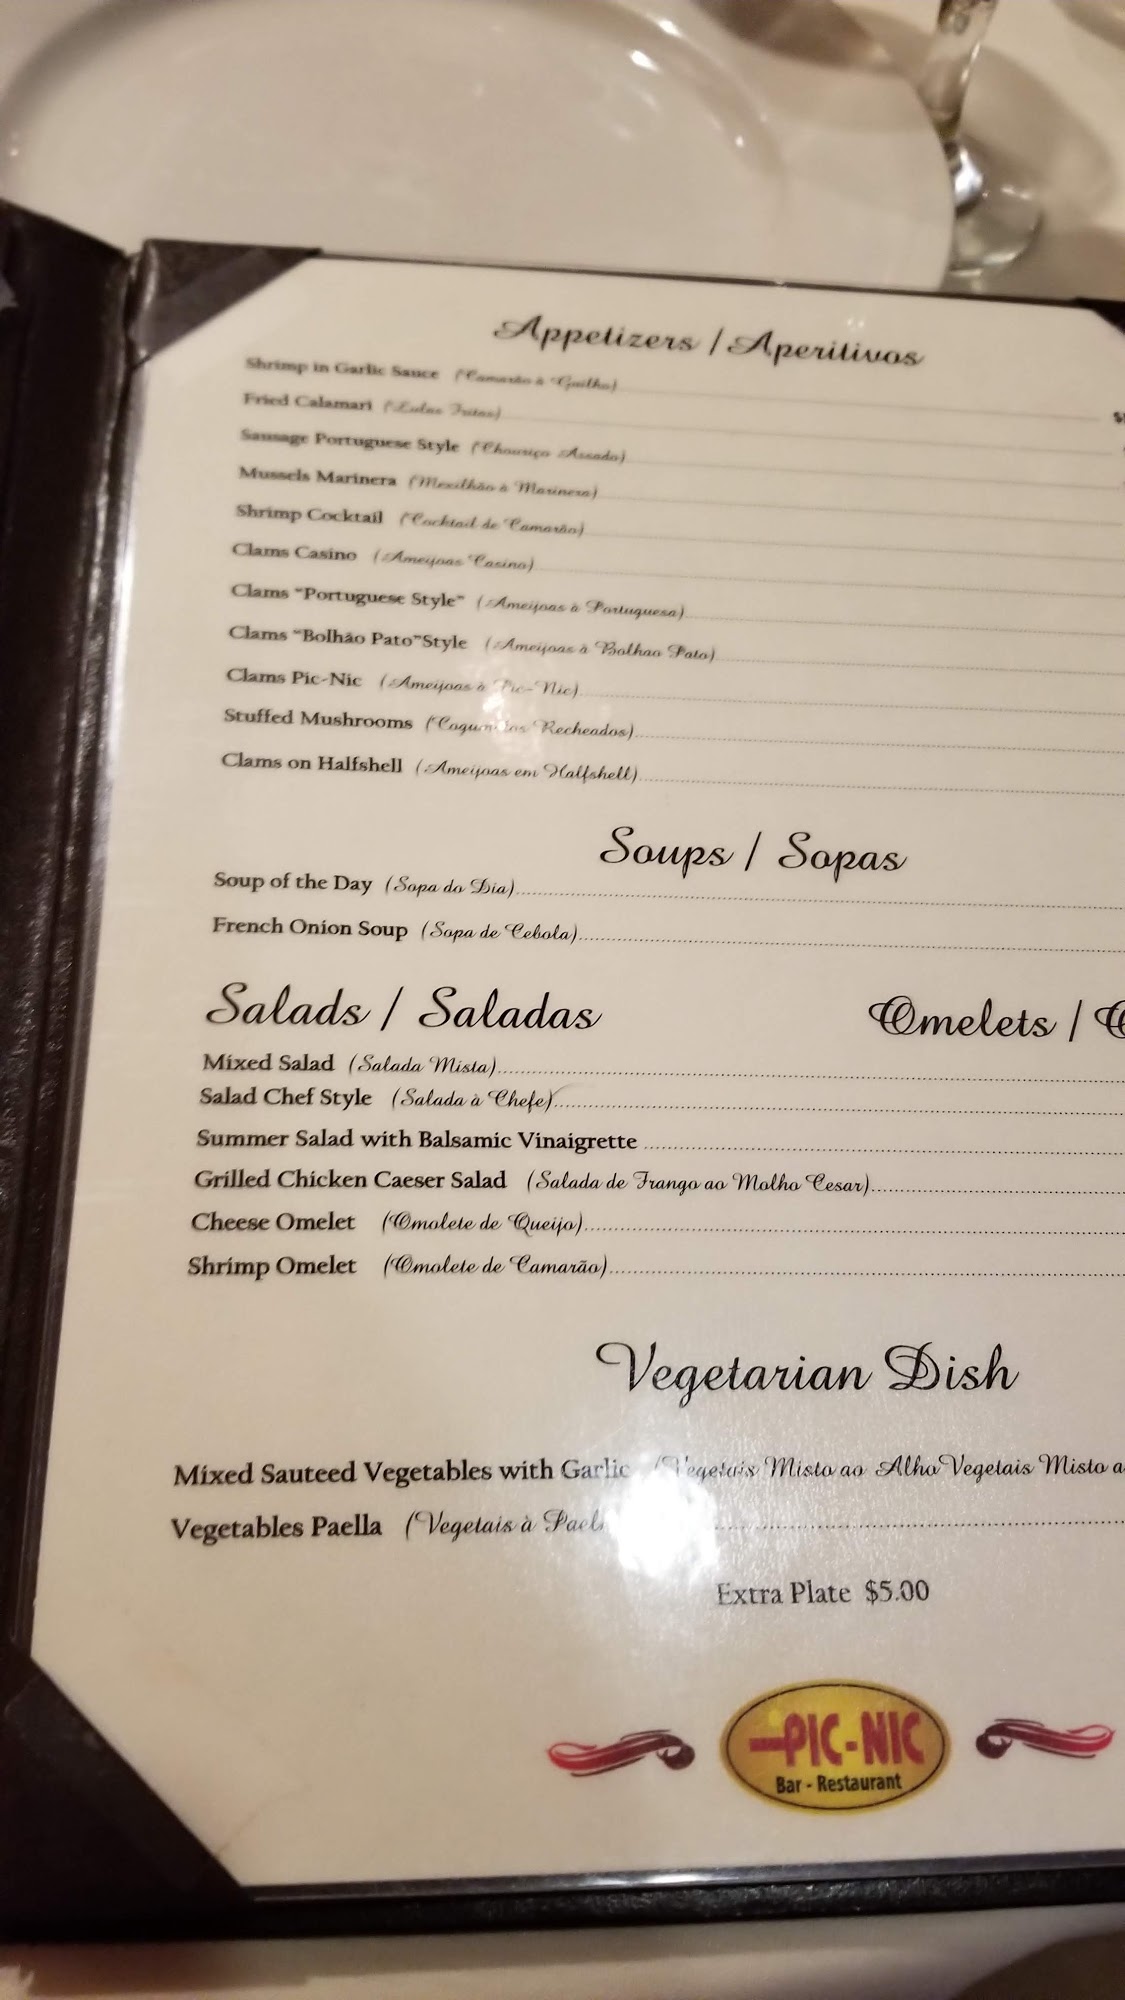 Appetizers / Aperitivos
Shrimp in Garlic Sauce (Camarão à Guilho)
Fried Calamari (Lulas Fritas)
Sausage Portuguese Style (Chouriço Assado)
Mussels Marinera (Mexilhão à Marinera)
Shrimp Cocktail (Cocktail de Camarão)
Clams Casino (Ameijoas Casino)
Clams "Portuguese Style" (Ameijoas à Portuguesa)
Clams "Bolhão Pato"Style (Ameijoas à Bolhao Pato)
Clams Pic-Nic (Ameijoas à Pic-Nic)
Stuffed Mushrooms (Recheados)
Clams on Halfshell (Ameijoas em Halfshell)
Soups / Sopas
Soup of the Day (Sopa do Dia)
French Onion Soup (Sopa de Cebola)
Salads / Saladas Omelets /
Mixed Salad (Salada Mista)
Salad Chef Style (Salada à Chefe)
Summer Salad with Balsamic Vinaigrette
Grilled Chicken Caeser Salad (Salada de Frango ao Molho Cesar)
Cheese Omelet (Omolete de Queijo)
Shrimp Omelet (Omolete de Camarão)
Vegetarian Dish
Mixed Sauteed Vegetables with Garlic (Vegetais Misto ao Alho Vegetais Misto a
Vegetables Paella (Vegetais à
Extra Plate $5.00
PIC-NIC
Bar - Restaurant